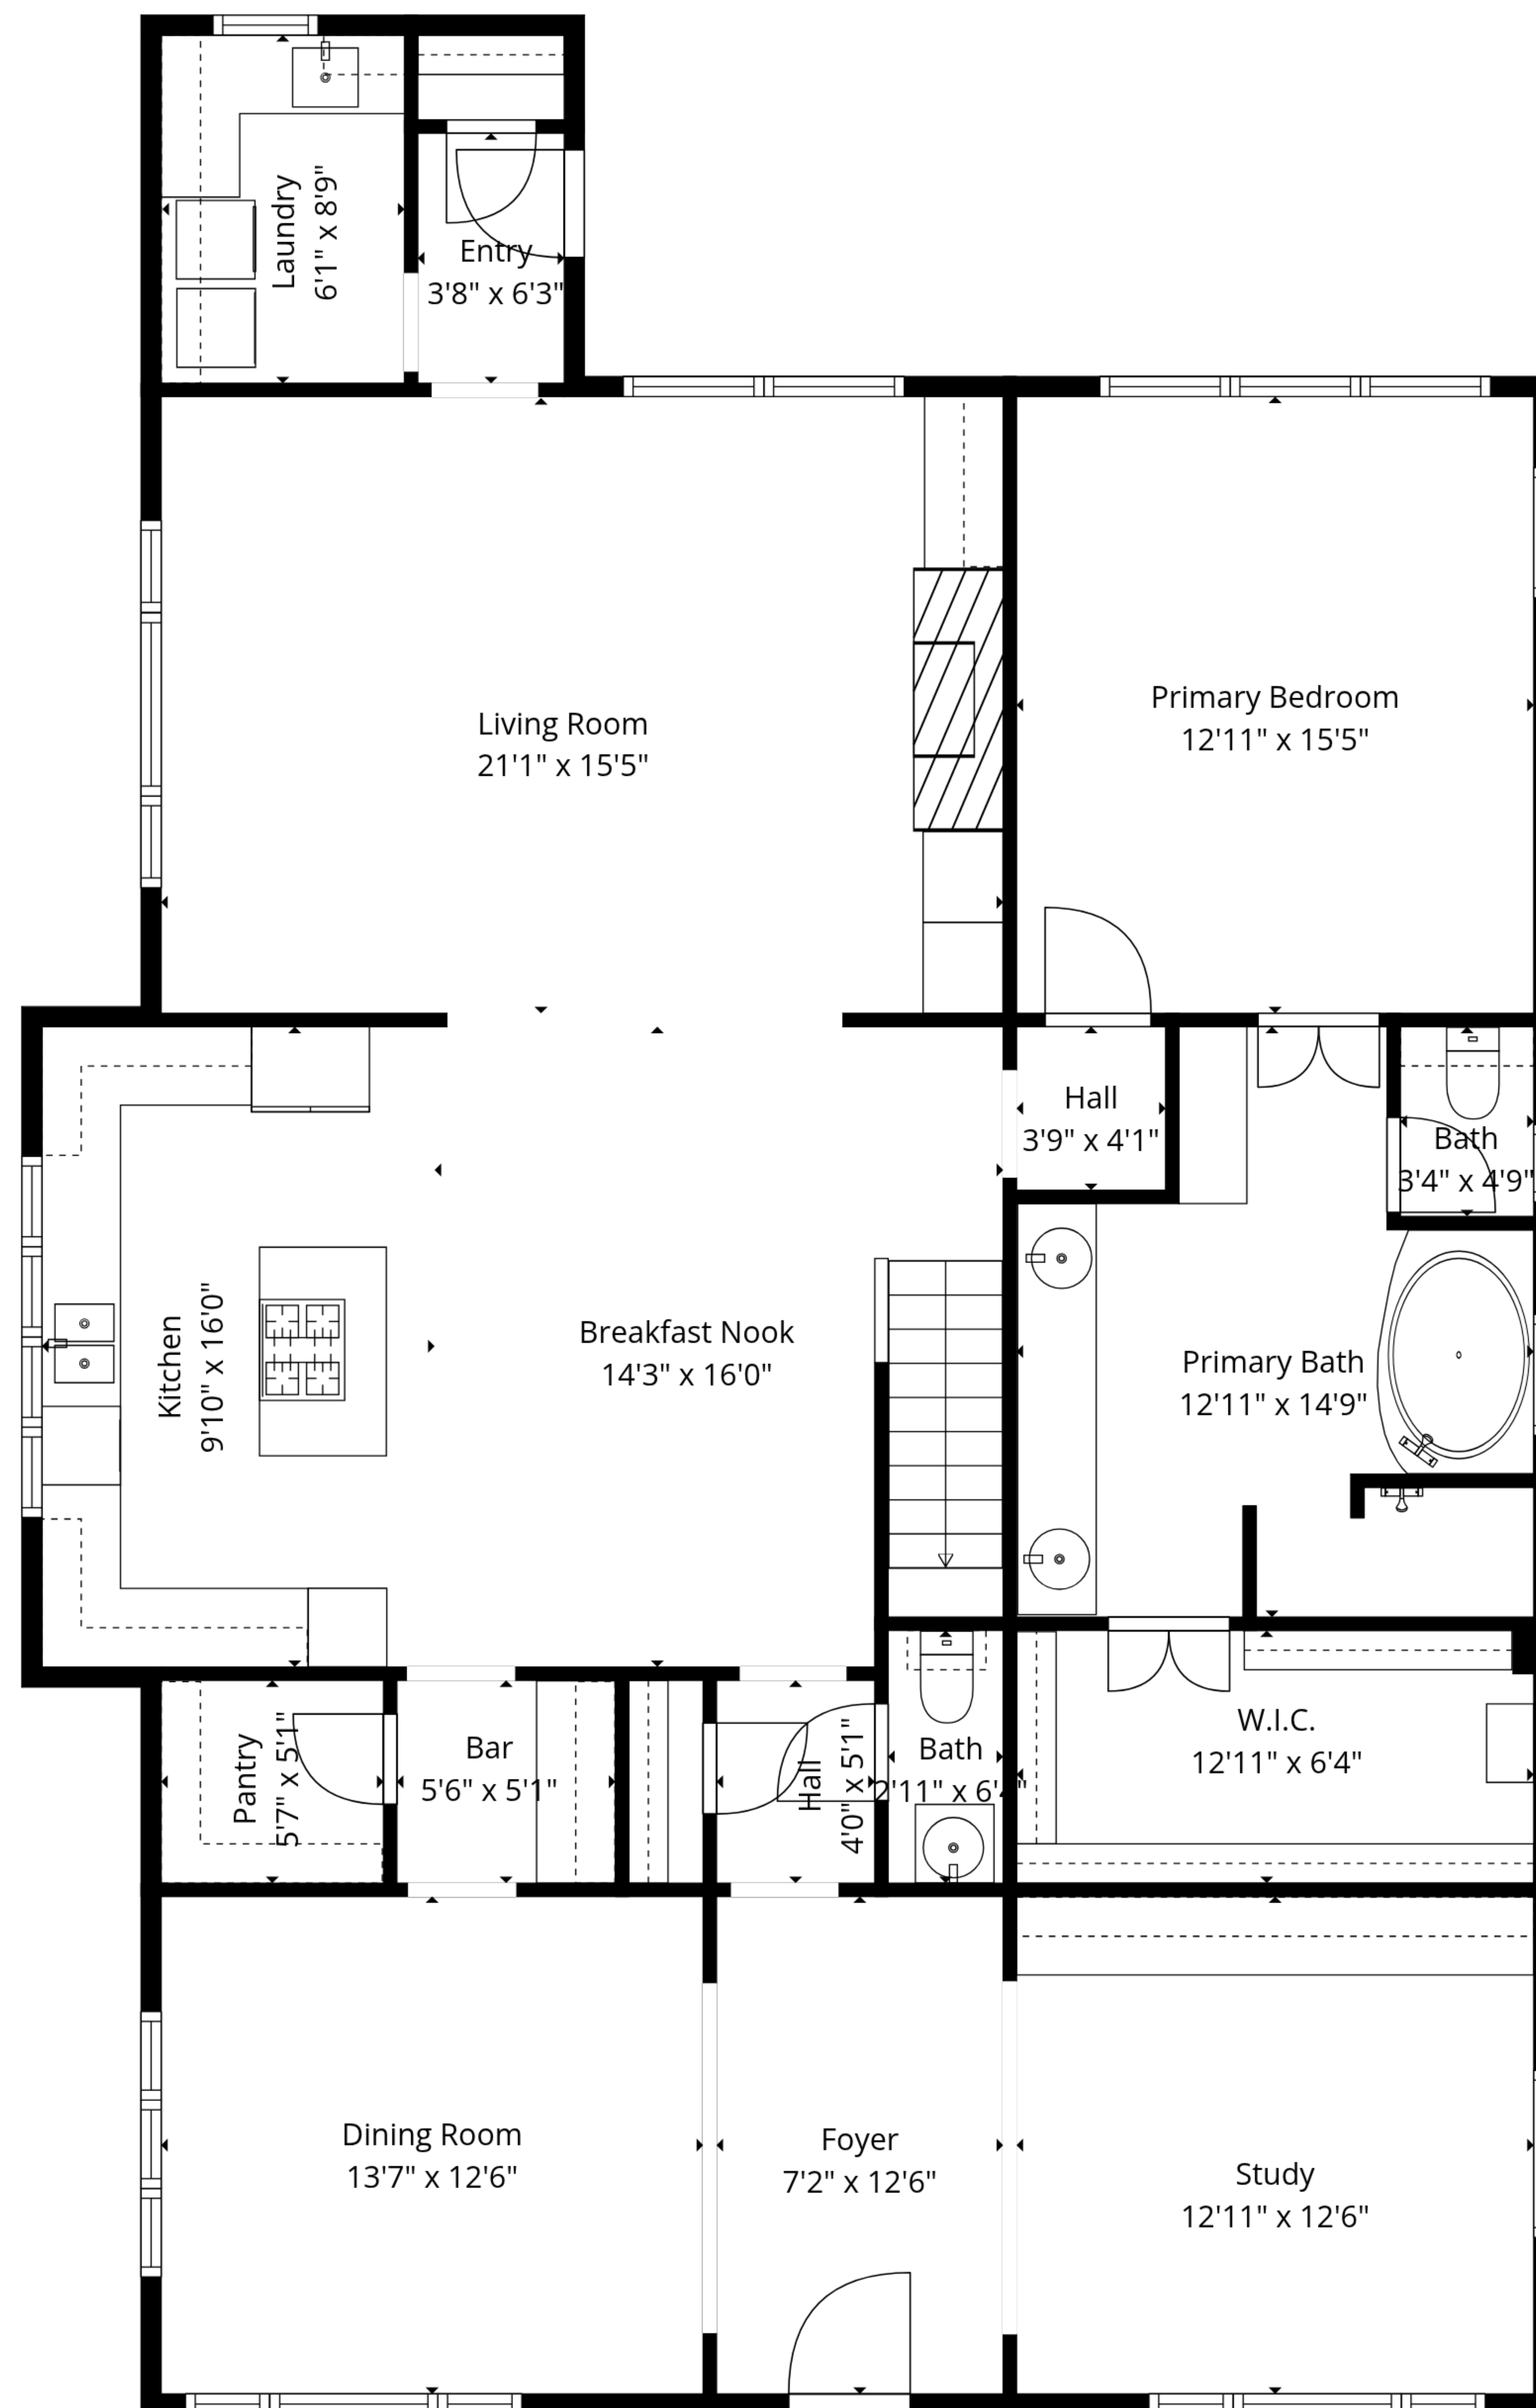 Laundry
6'1" x 8'9"
Entry
3'8" x 6'3"
Living Room
21'1" x 15'5"
Primary Bedroom
12'11" x 15'5"
Hall
3'9" x 4'1"
Bath
3'4" x 4'9"
Kitchen
9'10" x 16'0"
Breakfast Nook
14'3" x 16'0"
Primary Bath
12'11" x 14'9"
Pantry
5'7" x 5'1"
Bar
5'6" x 5'1"
Hall
4'0" x 5'1"
Bath
2'11" x
W.I.C.
12'11" x 6'4"
Dining Room
13'7" x 12'6"
Foyer
7'2" x 12'6"
Study
12'11" x 12'6"